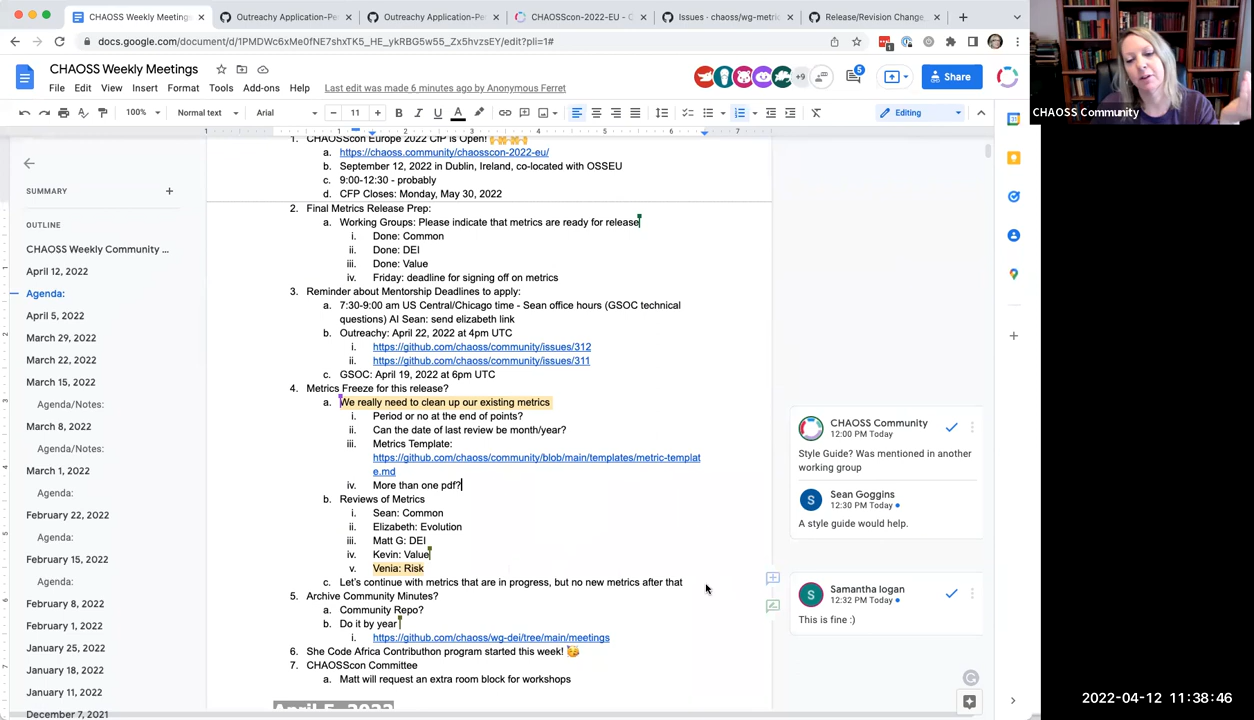 CHAOSS Weekly Meetings
Outreachy Application-Pe
Outreachy Application-Pe
CHAOSScon-2022-EU - G
Issues · chaoss/wg-metric
Release/Revision Change
docs.google.com/document/d/1PMDWc6xMe0fNE7shxTK5_HE_ykRBG5w55_Zx5hvzsEY/edit?pli=1#
CHAOSS Weekly Meetings
File Edit View Insert Format Tools Add-ons Help Last edit was made 6 minutes ago by Anonymous Ferret
+9
5
Share
CHAOSS Community
100% Normal text Arial 11 B I U A Editing
1 1 2 3 4 5 6 7
SUMMARY
OUTLINE
CHAOSS Weekly Community ...
April 12, 2022
Agenda:
April 5, 2022
March 29, 2022
March 22, 2022
March 15, 2022
Agenda/Notes:
March 8, 2022
Agenda/Notes:
March 1, 2022
Agenda:
February 22, 2022
Agenda:
February 15, 2022
Agenda:
February 8, 2022
February 1, 2022
January 25, 2022
January 18, 2022
January 11, 2022
December 7, 2021
1. CHAOSScon Europe 2022 CfP is Open! 🙌🙌
a. https://chaoss.community/chaosscon-2022-eu/
b. September 12, 2022 in Dublin, Ireland, co-located with OSSEU
c. 9:00-12:30 - probably
d. CFP Closes: Monday, May 30, 2022
2. Final Metrics Release Prep:
a. Working Groups: Please indicate that metrics are ready for release
i. Done: Common
ii. Done: DEI
iii. Done: Value
iv. Friday: deadline for signing off on metrics
3. Reminder about Mentorship Deadlines to apply:
a. 7:30-9:00 am US Central/Chicago time - Sean office hours (GSOC technical
questions) AI Sean: send elizabeth link
b. Outreachy: April 22, 2022 at 4pm UTC
i. https://github.com/chaoss/community/issues/312
ii. https://github.com/chaoss/community/issues/311
c. GSOC: April 19, 2022 at 6pm UTC
4. Metrics Freeze for this release?
a. We really need to clean up our existing metrics
i. Period or no at the end of points?
ii. Can the date of last review be month/year?
iii. Metrics Template:
https://github.com/chaoss/community/blob/main/templates/metric-templat
e.md
iv. More than one pdf?
b. Reviews of Metrics
i. Sean: Common
ii. Elizabeth: Evolution
iii. Matt G: DEI
iv. Kevin: Value
v. Venia: Risk
c. Let's continue with metrics that are in progress, but no new metrics after that
5. Archive Community Minutes?
a. Community Repo?
b. Do it by year
i. https://github.com/chaoss/wg-dei/tree/main/meetings
6. She Code Africa Contributhon program started this week! 🥳
7. CHAOSScon Committee
a. Matt will request an extra room block for workshops
April 5, 2022
CHAOSS Community
12:00 PM Today
Style Guide? Was mentioned in another
working group
S
Sean Goggins
12:30 PM Today
A style guide would help.
S
Samantha logan
12:32 PM Today
This is fine :)
2022-04-12 11:38:46